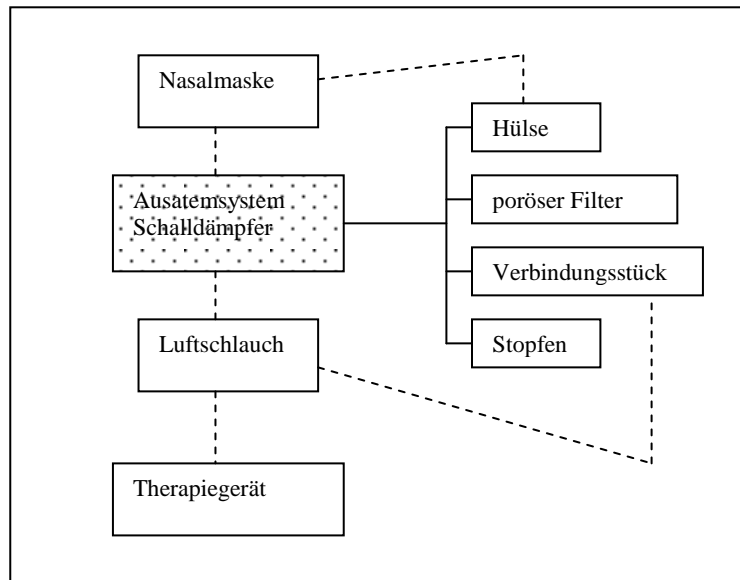 Nasalmaske
Ausatemsystem
Schalldämpfer
Luftschlauch
Therapiegerät
Hülse
poröser Filter
Verbindungsstück
Stopfen